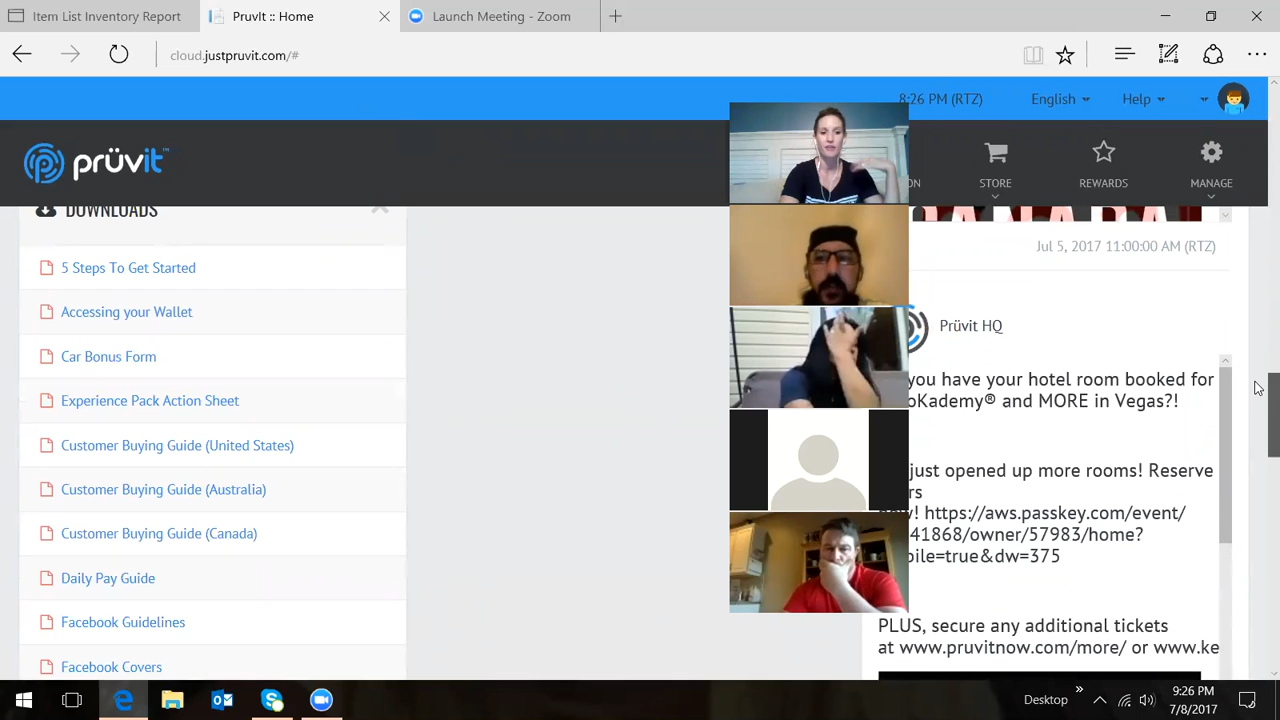 Item List Inventory Report
Pruvlt :: Home
Launch Meeting - Zoom
cloud.justpruvit.com/#
8:26 PM (RTZ)
English
Help
prüvit™
STORE
REWARDS
MANAGE
DOWNLOADS
5 Steps To Get Started
Accessing your Wallet
Car Bonus Form
Experience Pack Action Sheet
Customer Buying Guide (United States)
Customer Buying Guide (Australia)
Customer Buying Guide (Canada)
Daily Pay Guide
Facebook Guidelines
Facebook Covers
Jul 5, 2017 11:00:00 AM (RTZ)
Prüvit HQ
you have your hotel room booked for
oKademy® and MORE in Vegas?!
just opened up more rooms! Reserve
rs
w! https://aws.passkey.com/event/
41868/owner/57983/home?
bile=true&dw=375
PLUS, secure any additional tickets
at www.pruvitnow.com/more/ or www.ke
Desktop
9:26 PM
7/8/2017